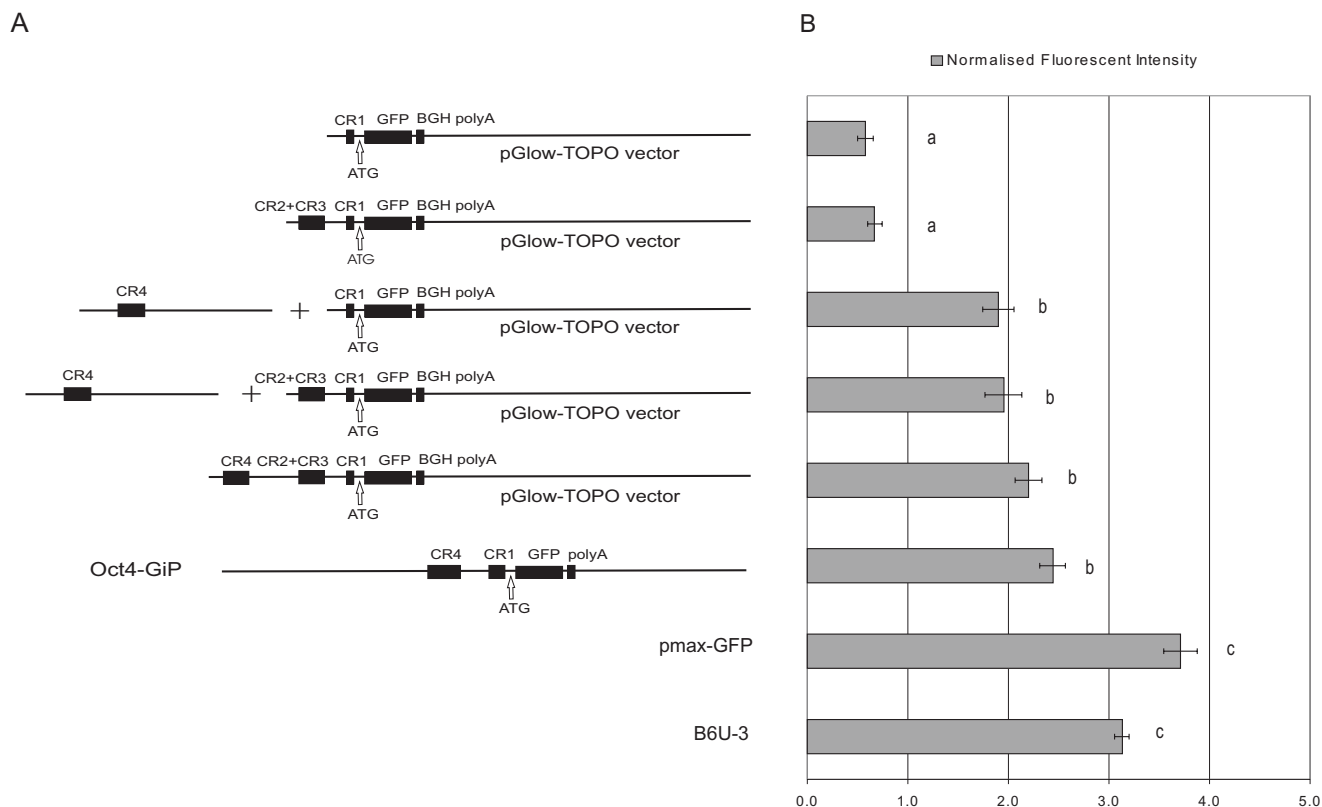 A
B
Normalised Fluorescent Intensity
CR1 GFP BGH polyA
pGlow-TOPO vector
ATG
a
CR2+CR3 CR1 GFP BGH polyA
pGlow-TOPO vector
ATG
a
CR4
+
CR1 GFP BGH polyA
pGlow-TOPO vector
ATG
b
CR4
+
CR2+CR3 CR1 GFP BGH polyA
pGlow-TOPO vector
ATG
b
CR4 CR2+CR3 CR1 GFP BGH polyA
pGlow-TOPO vector
ATG
b
Oct4-GiP
CR4 CR1 GFP polyA
ATG
b
pmax-GFP
c
B6U-3
c
0.0 1.0 2.0 3.0 4.0 5.0